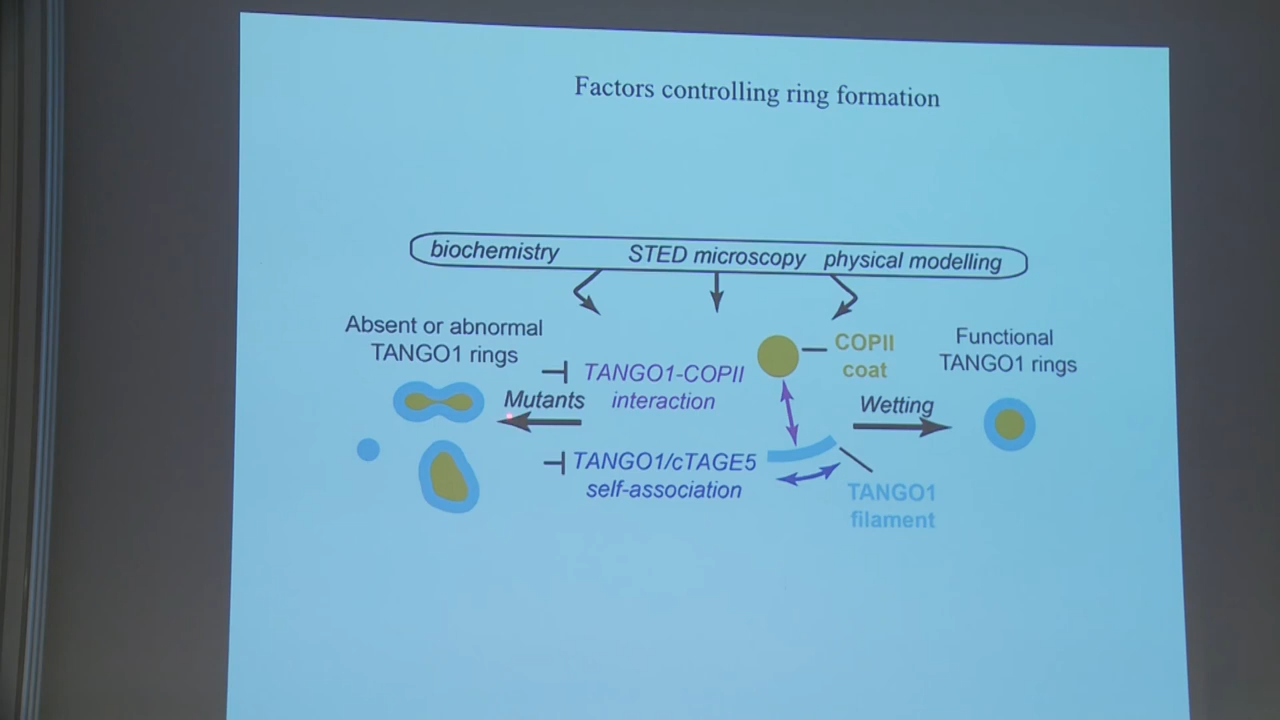 Factors controlling ring formation
biochemistry STED microscopy physical modelling
Absent or abnormal
TANGO1 rings
TANGO1-COPII
interaction
Mutants
TANGO1/cTAGE5
self-association
COPII
coat
Wetting
TANGO1
filament
Functional
TANGO1 rings